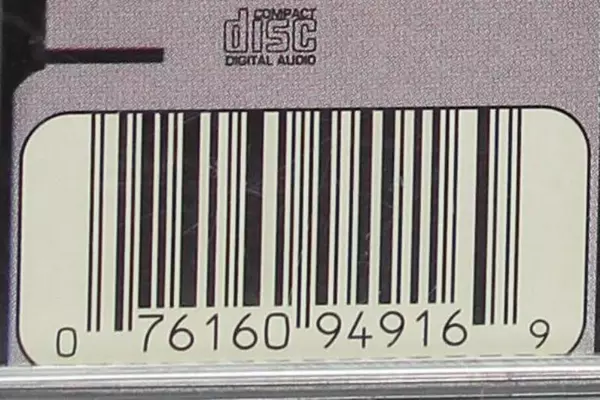 COMPACT
disc
DIGITAL AUDIO
0 76160 94916 9